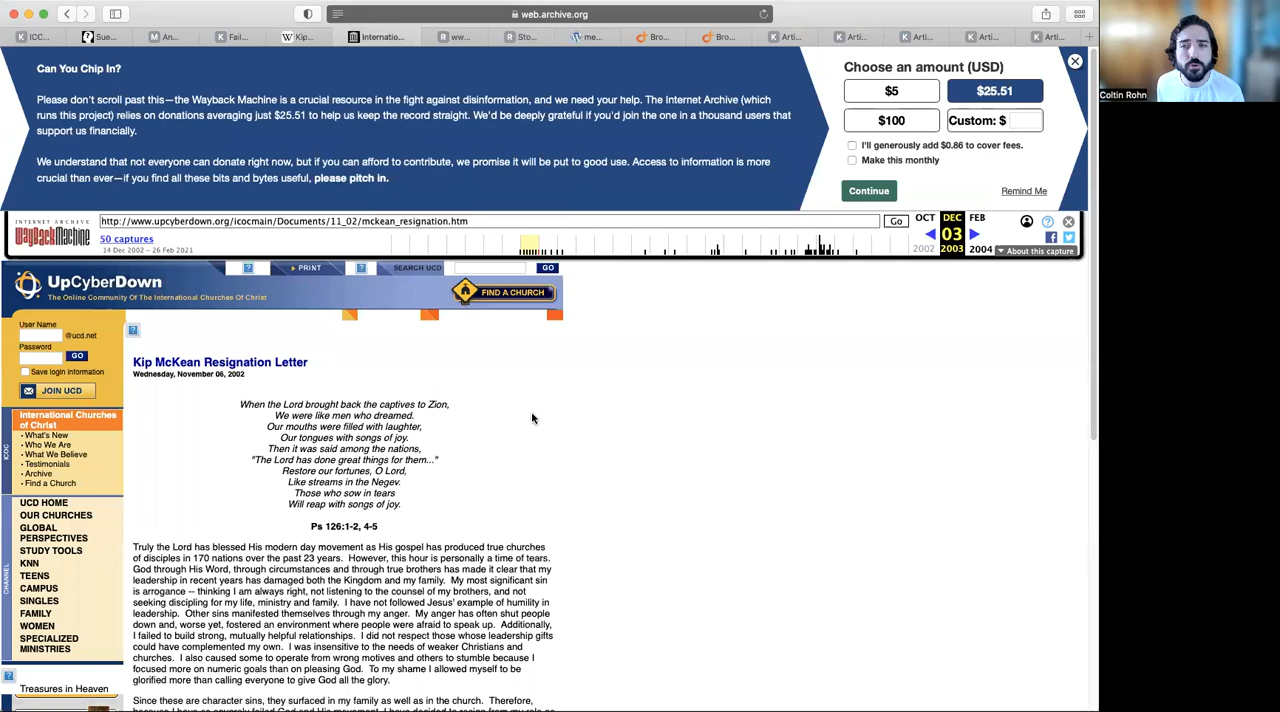 web.archive.org
ICC...
Sue...
An...
Fail...
Kip...
Internatio...
ww...
Sto...
me...
Bro...
Bro...
Arti...
Arti...
Arti...
Arti...
Arti...
Coltin Rohn
Can You Chip In?
Please don't scroll past this—the Wayback Machine is a crucial resource in the fight against disinformation, and we need your help. The Internet Archive (which
runs this project) relies on donations averaging just $25.51 to help us keep the record straight. We'd be deeply grateful if you'd join the one in a thousand users that
support us financially.
We understand that not everyone can donate right now, but if you can afford to contribute, we promise it will be put to good use. Access to information is more
crucial than ever—if you find all these bits and bytes useful, please pitch in.
Choose an amount (USD)
$5
$25.51
$100
Custom: $
I'll generously add $0.86 to cover fees.
Make this monthly
Continue
Remind Me
INTERNET ARCHIVE
WayBackMachine
http://www.upcyberdown.org/icocmain/Documents/11_02/mckean_resignation.htm
Go
50 captures
14 Dec 2002 – 26 Feb 2021
OCT DEC FEB
03
2002 2003 2004
About this capture
UpCyberDown
The Online Community Of The International Churches Of Christ
PRINT
SEARCH UCD
GO
FIND A CHURCH
User Name
@ucd.net
Password
GO
Save login information
JOIN UCD
ICOC
International Churches
of Christ
• What's New
• Who We Are
• What We Believe
• Testimonials
• Archive
• Find a Church
CHANNEL
UCD HOME
OUR CHURCHES
GLOBAL
PERSPECTIVES
STUDY TOOLS
KNN
TEENS
CAMPUS
SINGLES
FAMILY
WOMEN
SPECIALIZED
MINISTRIES
Treasures in Heaven
Kip McKean Resignation Letter
Wednesday, November 06, 2002
When the Lord brought back the captives to Zion,
We were like men who dreamed.
Our mouths were filled with laughter,
Our tongues with songs of joy.
Then it was said among the nations,
"The Lord has done great things for them..."
Restore our fortunes, O Lord,
Like streams in the Negev.
Those who sow in tears
Will reap with songs of joy.
Ps 126:1-2, 4-5
Truly the Lord has blessed His modern day movement as His gospel has produced true churches
of disciples in 170 nations over the past 23 years. However, this hour is personally a time of tears.
God through His Word, through circumstances and through true brothers has made it clear that my
leadership in recent years has damaged both the Kingdom and my family. My most significant sin
is arrogance -- thinking I am always right, not listening to the counsel of my brothers, and not
seeking discipling for my life, ministry and family. I have not followed Jesus' example of humility in
leadership. Other sins manifested themselves through my anger. My anger has often shut people
down and, worse yet, fostered an environment where people were afraid to speak up. Additionally,
I failed to build strong, mutually helpful relationships. I did not respect those whose leadership gifts
could have complemented my own. I was insensitive to the needs of weaker Christians and
churches. I also caused some to operate from wrong motives and others to stumble because I
focused more on numeric goals than on pleasing God. To my shame I allowed myself to be
glorified more than calling everyone to give God all the glory.
Since these are character sins, they surfaced in my family as well as in the church. Therefore,